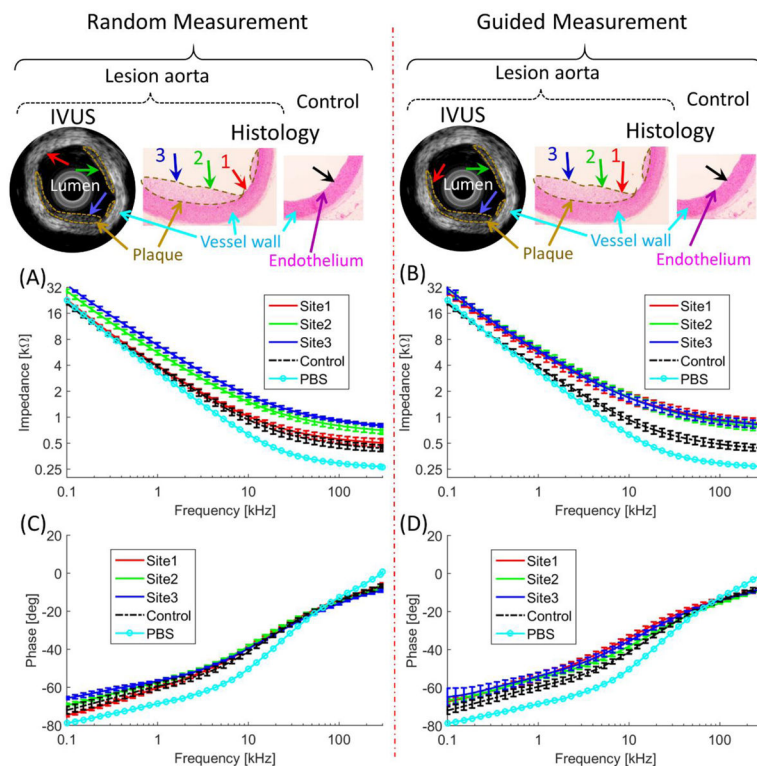 Random Measurement
Guided Measurement
Lesion aorta
Control
Lesion aorta
Control
IVUS
Histology
IVUS
Histology
3 2 1
3 2 1
Lumen
Lumen
Vessel wall
Vessel wall
Plaque
Plaque
Endothelium
Endothelium
(A)
32
16
8
4
2
1
0.5
0.25
Impedance [kΩ]
Site1
Site2
Site3
Control
PBS
0.1 1 10 100
Frequency [kHz]
(B)
32
16
8
4
2
1
0.5
0.25
Impedance [kΩ]
Site1
Site2
Site3
Control
PBS
0.1 1 10 100
Frequency [kHz]
(C)
20
0
-20
-40
-60
-80
Phase [deg]
Site1
Site2
Site3
Control
PBS
0.1 1 10 100
Frequency [kHz]
(D)
20
0
-20
-40
-60
-80
Phase [deg]
Site1
Site2
Site3
Control
PBS
0.1 1 10 100
Frequency [kHz]